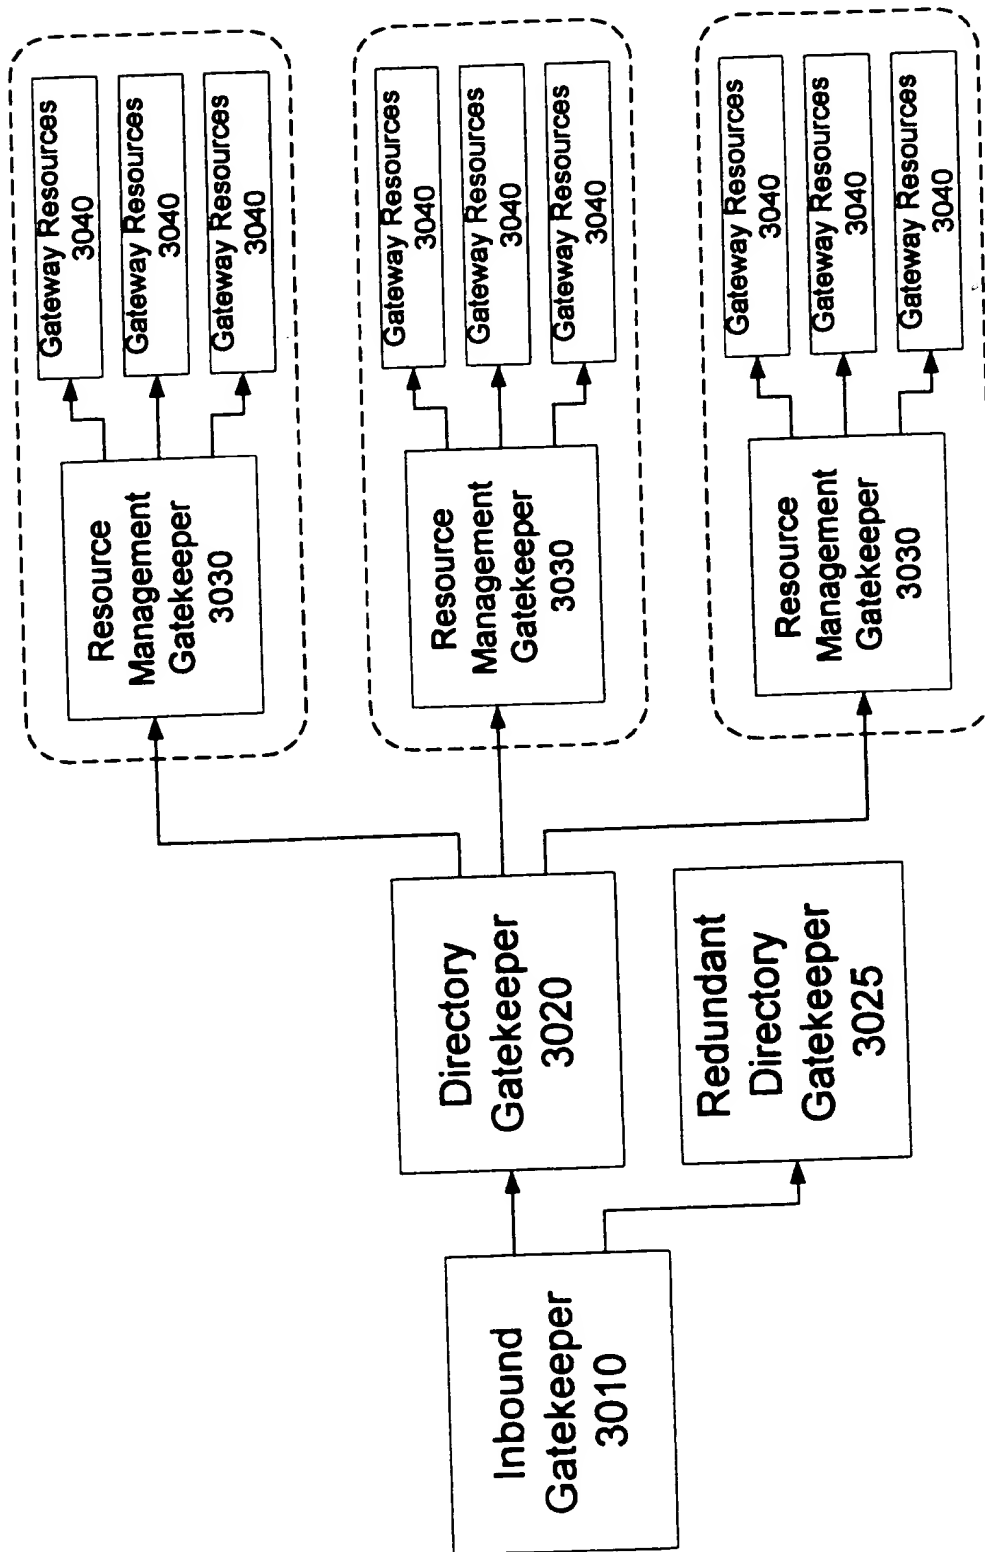 Inbound
Gatekeeper
3010
Directory
Gatekeeper
3020
Redundant
Directory
Gatekeeper
3025
Resource
Management
Gatekeeper
3030
Gateway Resources
3040
Gateway Resources
3040
Gateway Resources
3040
Resource
Management
Gatekeeper
3030
Gateway Resources
3040
Gateway Resources
3040
Gateway Resources
3040
Resource
Management
Gatekeeper
3030
Gateway Resources
3040
Gateway Resources
3040
Gateway Resources
3040